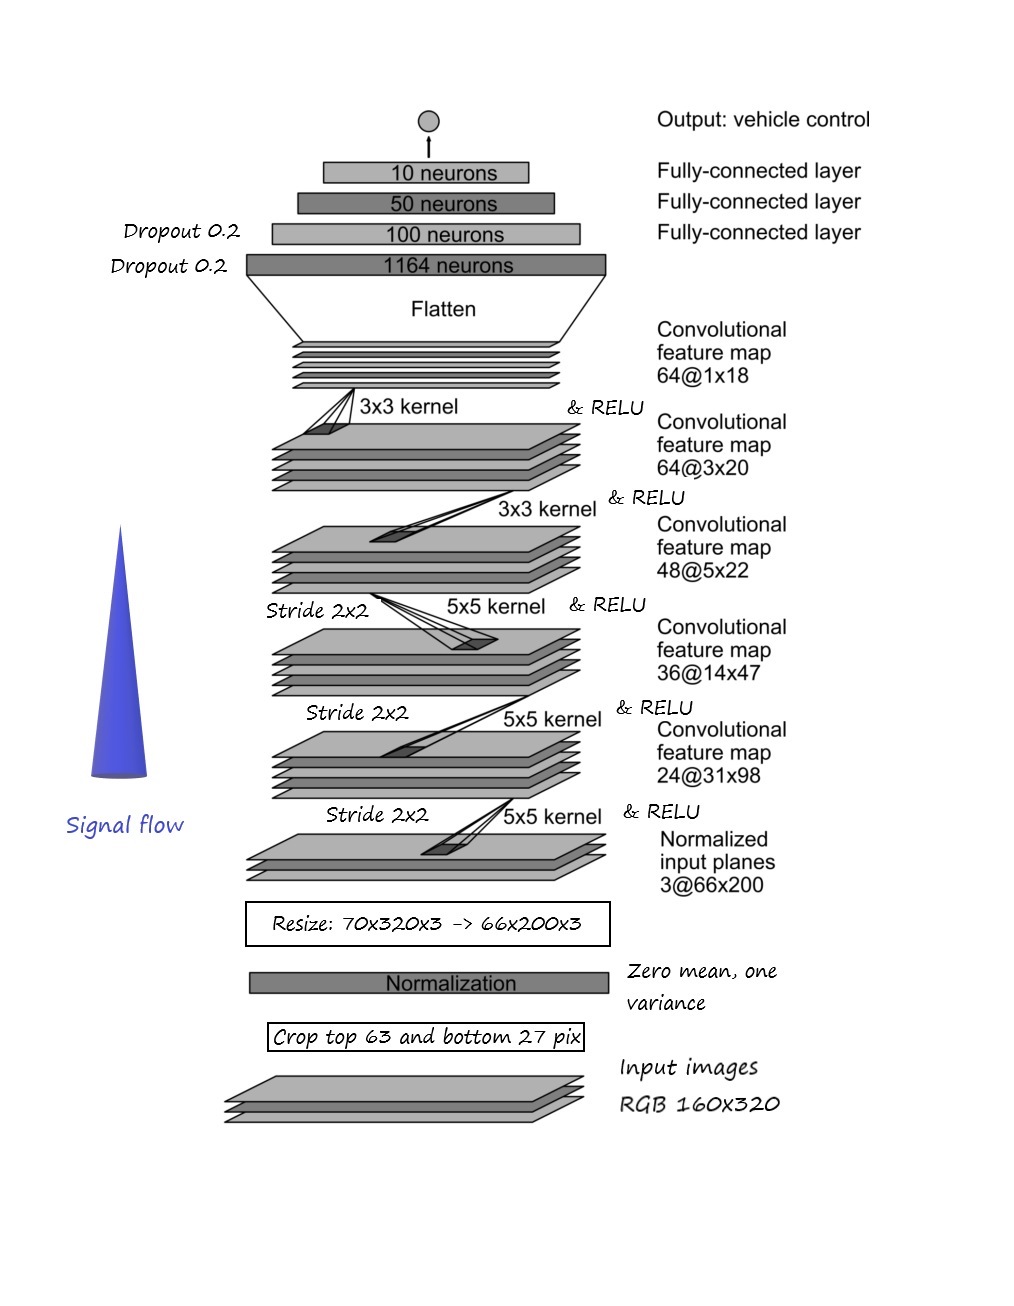 Output: vehicle control
10 neurons
Fully-connected layer
50 neurons
Fully-connected layer
Dropout 0.2
100 neurons
Fully-connected layer
Dropout 0.2
1164 neurons
Flatten
Convolutional
feature map
64@1x18
3x3 kernel
& RELU
Convolutional
feature map
64@3x20
3x3 kernel
& RELU
Convolutional
feature map
48@5x22
Stride 2x2
5x5 kernel
& RELU
Convolutional
feature map
36@14x47
Stride 2x2
5x5 kernel
& RELU
Convolutional
feature map
24@31x98
Stride 2x2
5x5 kernel
& RELU
Signal flow
Normalized
input planes
3@66x200
Resize: 70x320x3 -> 66x200x3
Normalization
Zero mean, one
variance
Crop top 63 and bottom 27 pix
Input images
RGB 160x320